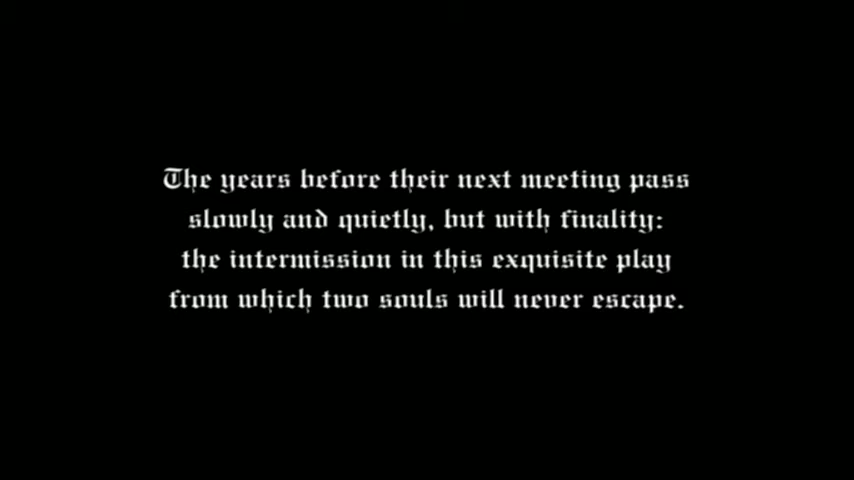 The years before their next meeting pass
slowly and quietly, but with finality:
the intermission in this exquisite play
from which two souls will never escape.